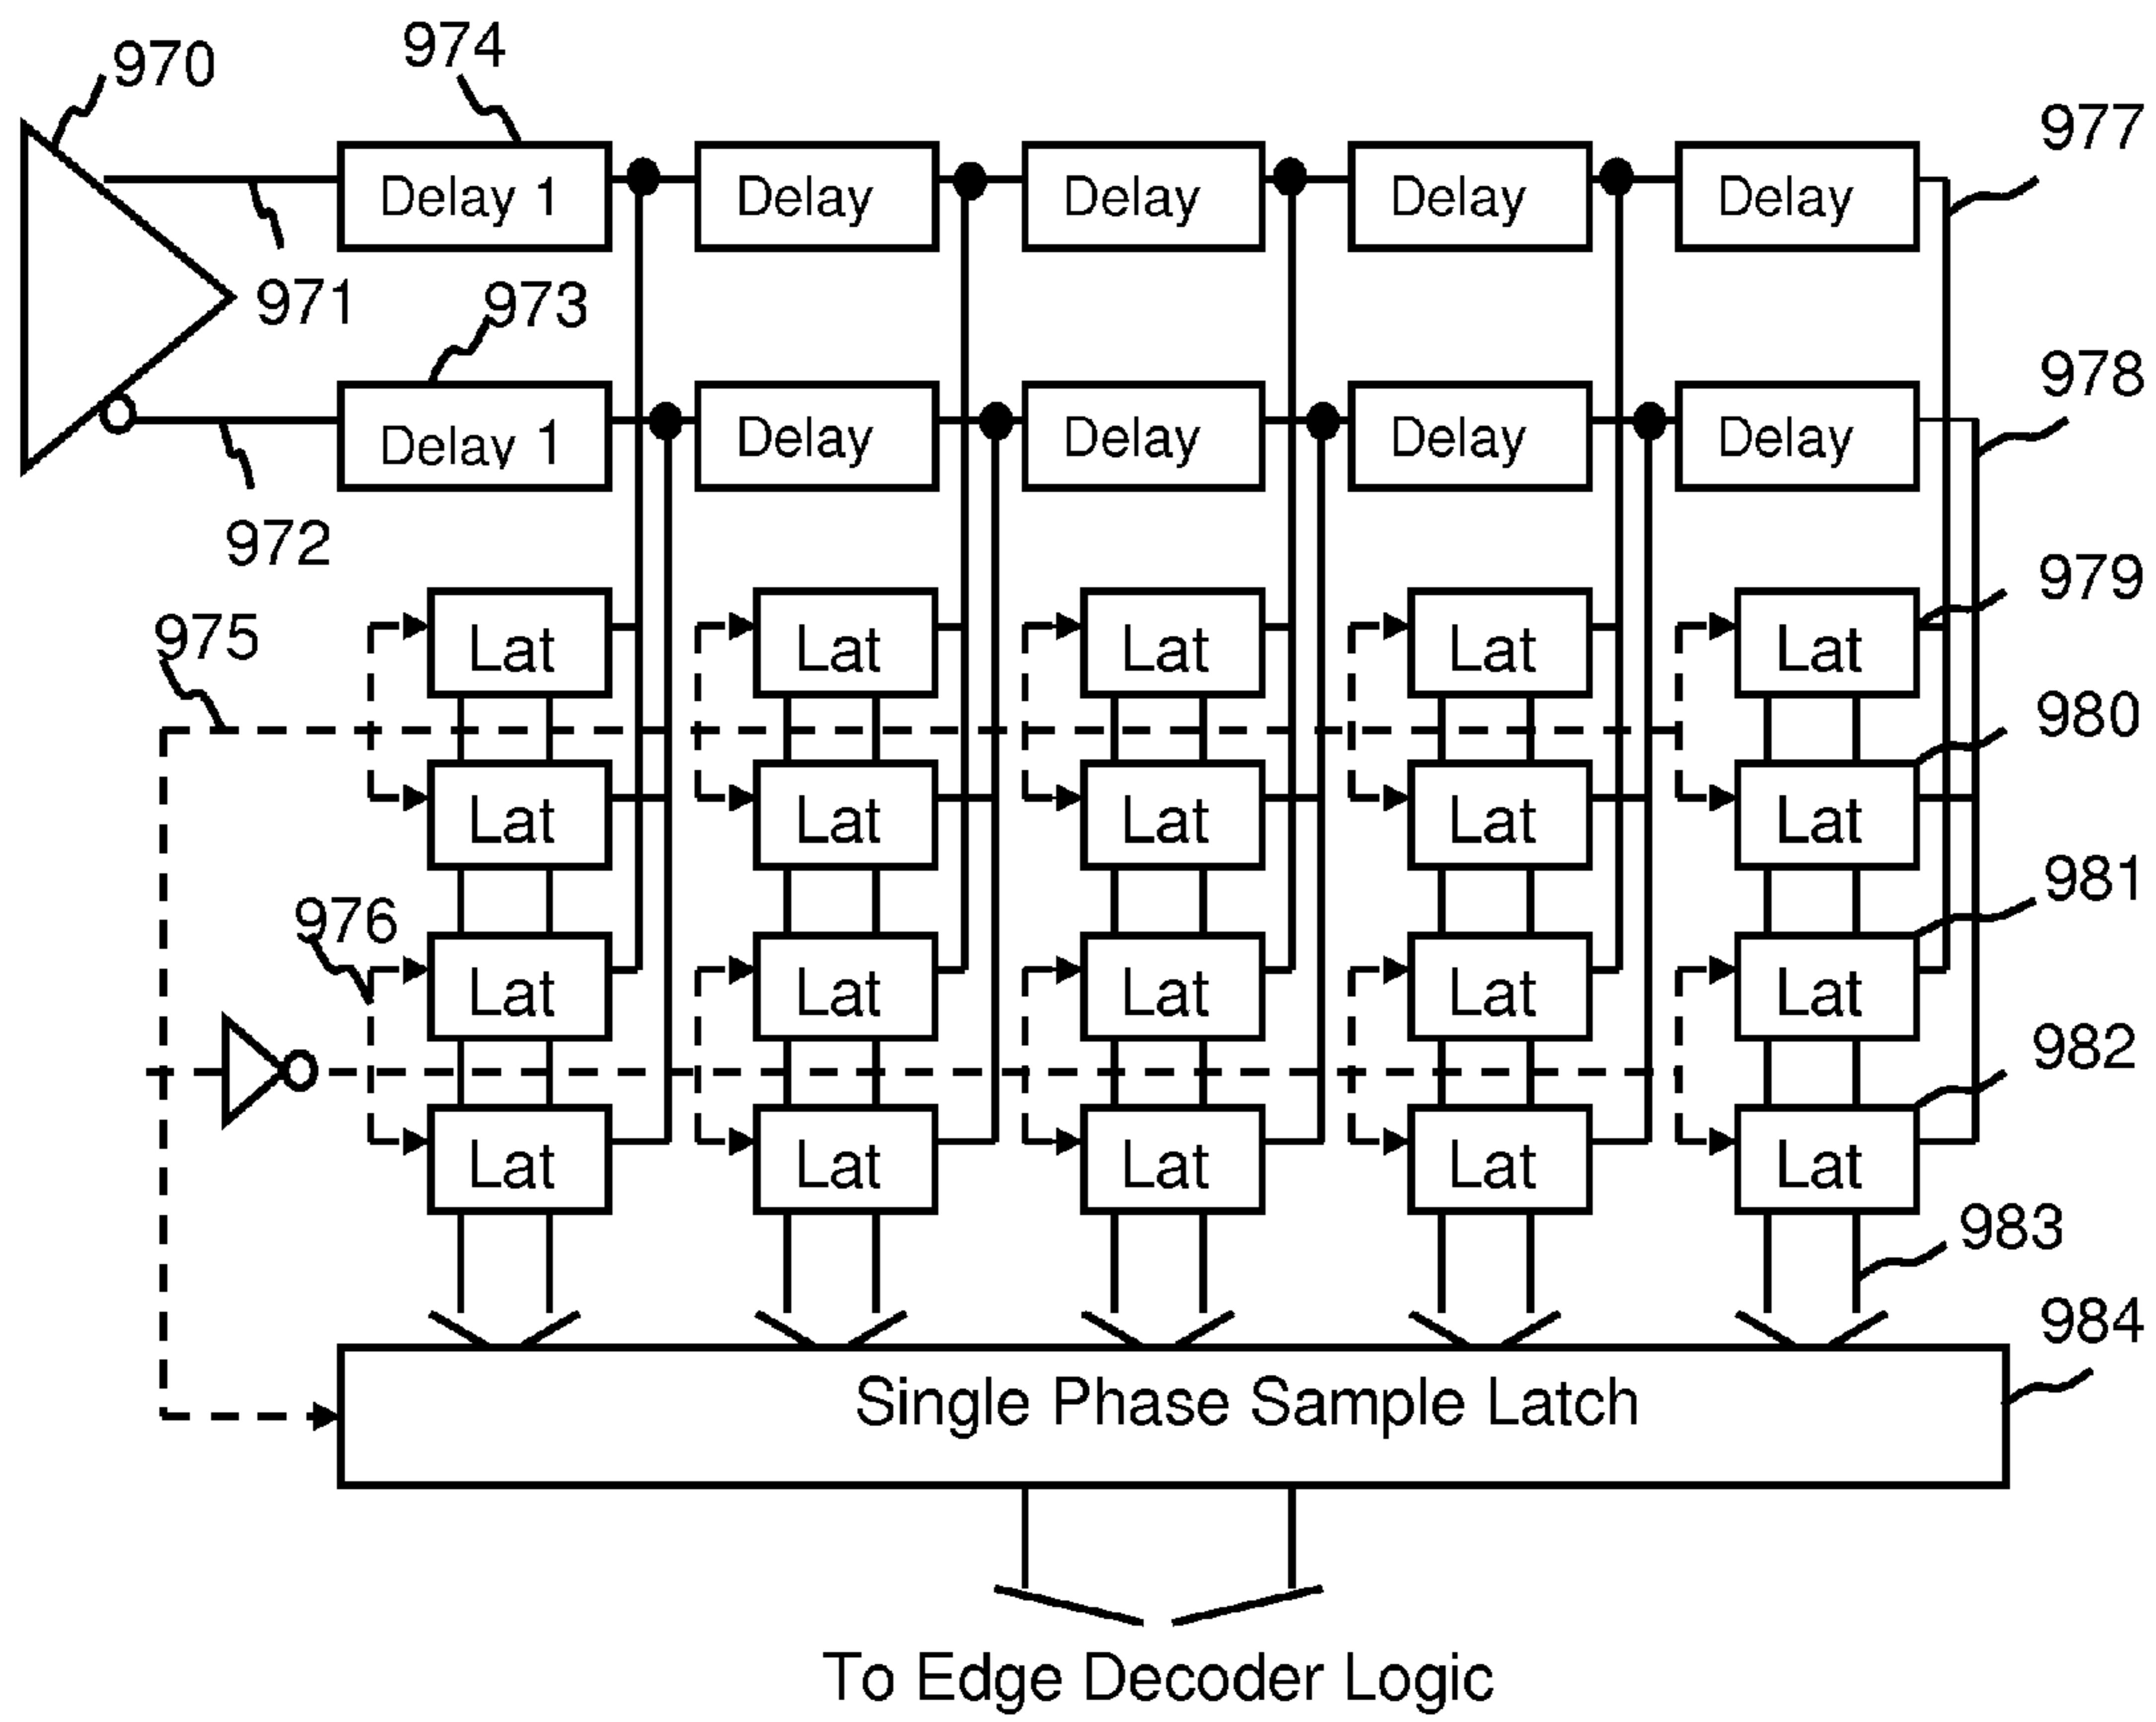 974
970
977
Delay 1 Delay Delay Delay Delay
971
973
978
Delay 1 Delay Delay Delay Delay
972
979
975
Lat Lat Lat Lat Lat
980
Lat Lat Lat Lat Lat
981
976
Lat Lat Lat Lat Lat
982
Lat Lat Lat Lat Lat
983
984
Single Phase Sample Latch
To Edge Decoder Logic